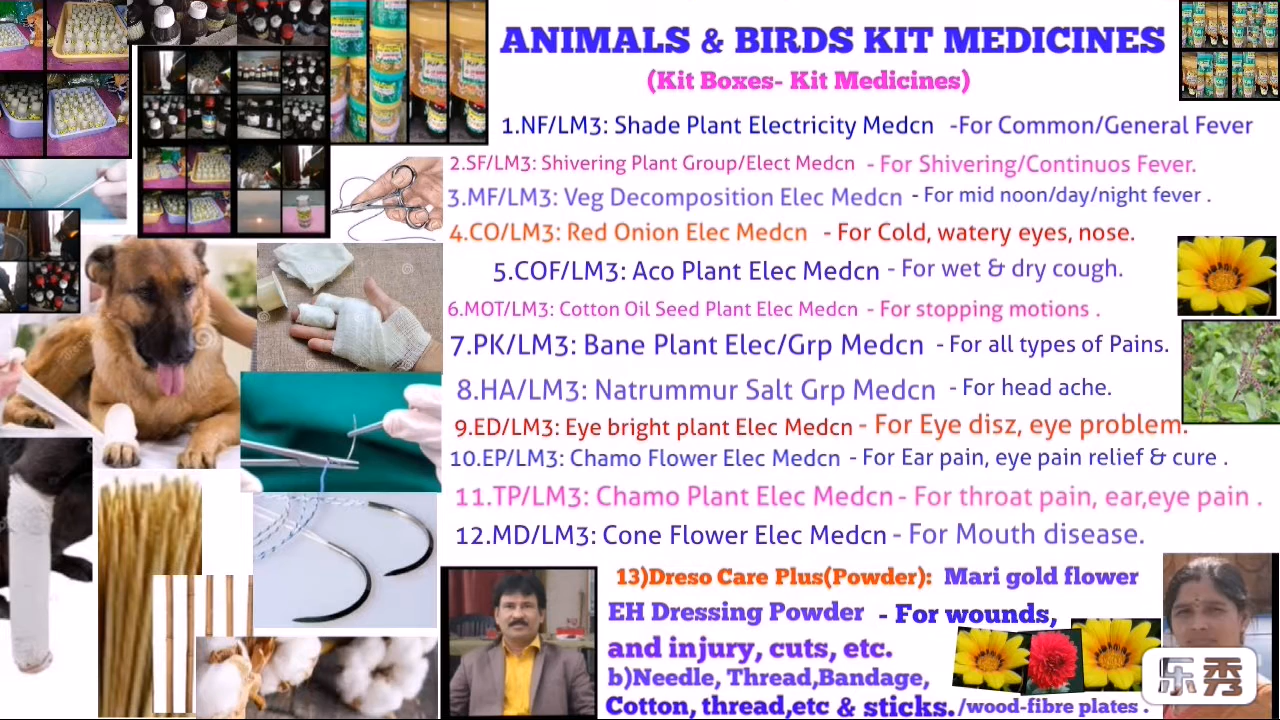 ANIMALS & BIRDS KIT MEDICINES
(Kit Boxes- Kit Medicines)
1.NF/LM3: Shade Plant Electricity Medcn -For Common/General Fever
2.SF/LM3: Shivering Plant Group/Elect Medcn - For Shivering/Continuos Fever.
3.MF/LM3: Veg Decomposition Elec Medcn - For mid noon/day/night fever .
4.CO/LM3: Red Onion Elec Medcn - For Cold, watery eyes, nose.
5.COF/LM3: Aco Plant Elec Medcn - For wet & dry cough.
6.MOT/LM3: Cotton Oil Seed Plant Elec Medcn - For stopping motions .
7.PK/LM3: Bane Plant Elec/Grp Medcn - For all types of Pains.
8.HA/LM3: Natrummur Salt Grp Medcn - For head ache.
9.ED/LM3: Eye bright plant Elec Medcn - For Eye disz, eye problem.
10.EP/LM3: Chamo Flower Elec Medcn - For Ear pain, eye pain relief & cure .
11.TP/LM3: Chamo Plant Elec Medcn - For throat pain, ear,eye pain .
12.MD/LM3: Cone Flower Elec Medcn - For Mouth disease.
13)Dreso Care Plus(Powder): Mari gold flower
EH Dressing Powder - For wounds,
and injury, cuts, etc.
b)Needle, Thread,Bandage,
Cotton, thread,etc & sticks./wood-fibre plates .
乐秀